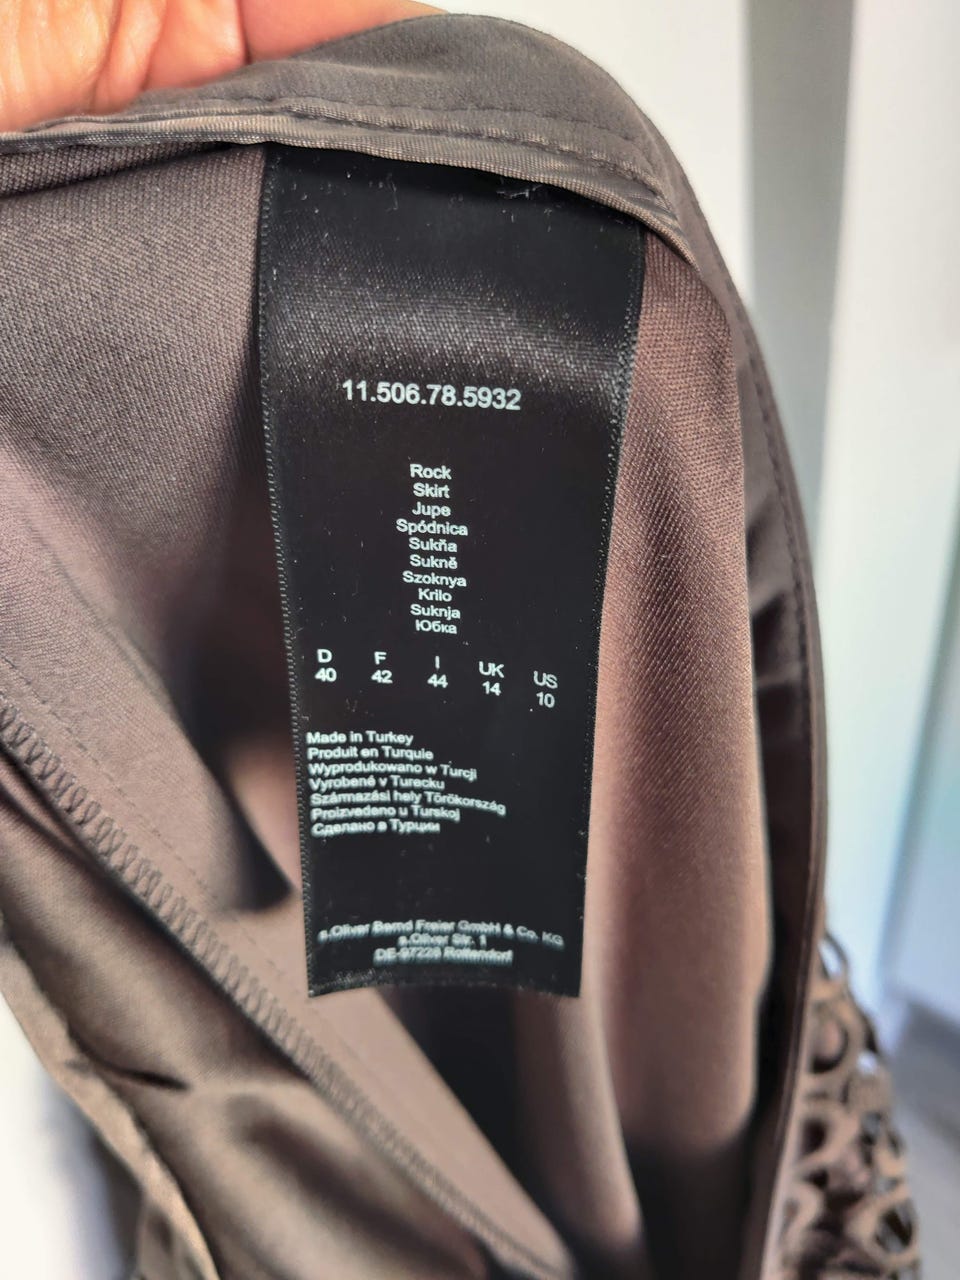 11.506.78.5932
Rock
Skirt
Jupe
Spódnica
Sukňa
Sukně
Szoknya
Krilo
Suknja
Юбка
D F I UK US
40 42 44 14 10
Made in Turkey
Produit en Turquie
Wyprodukowano w Turcji
Vyrobené v Turecku
Származási hely Törökország
Proizvedeno u Turskoj
Сделано в Турции
s.Oliver Bernd Freier GmbH & Co. KG
s.Oliver Str. 1
DE-97228 Rottendorf